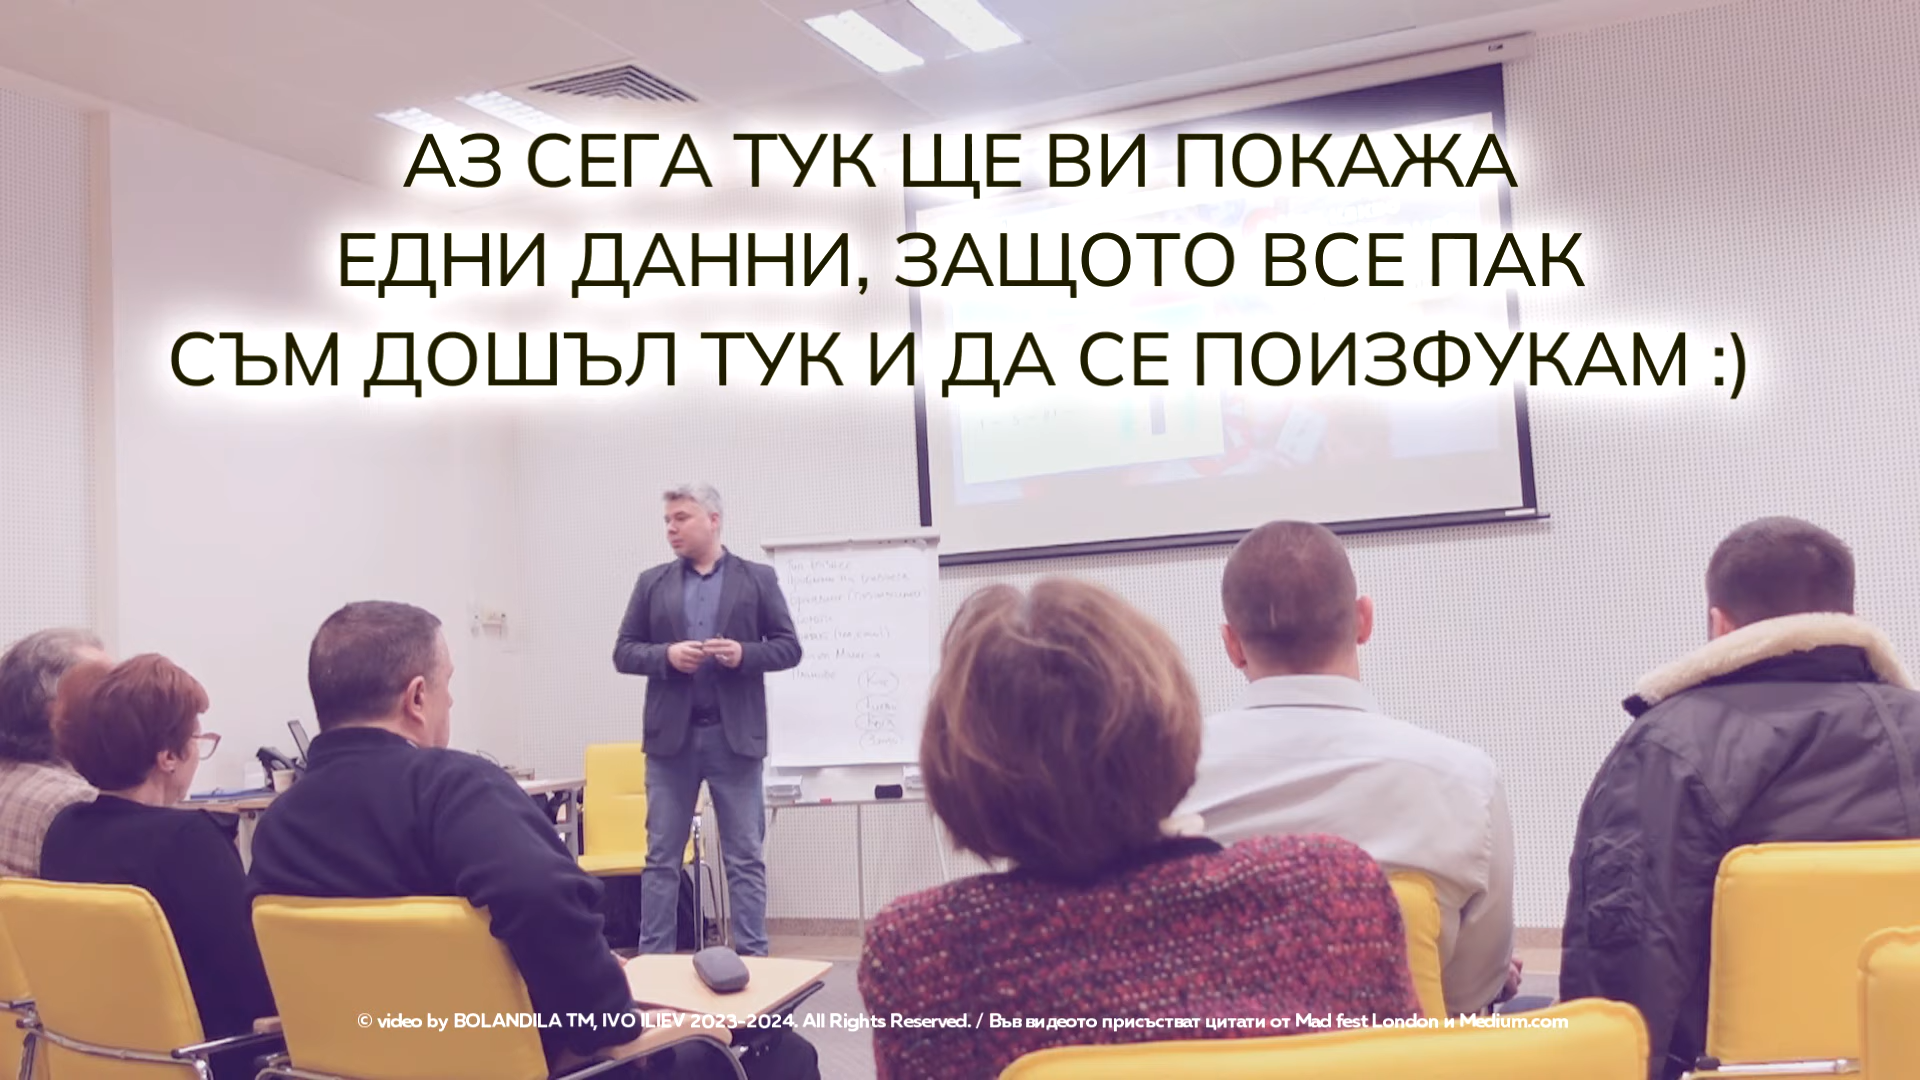 АЗ СЕГА ТУК ЩЕ ВИ ПОКАЖА
ЕДНИ ДАННИ, ЗАЩОТО ВСЕ ПАК
СЪМ ДОШЪЛ ТУК И ДА СЕ ПОИЗФУКАМ :)
© video by BOLANDILA TM, IVO ILIEV 2023-2024. All Rights Reserved. / Във видеото присъстват цитати от Mad fest London и Medium.com